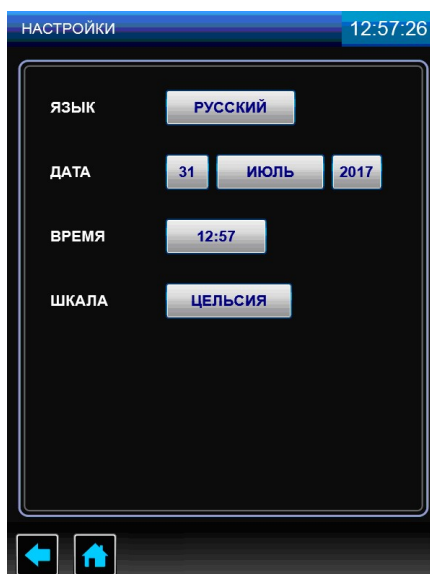 НАСТРОЙКИ 12:57:26
ЯЗЫК РУССКИЙ
ДАТА 31 ИЮЛЬ 2017
ВРЕМЯ 12:57
ШКАЛА ЦЕЛЬСИЯ